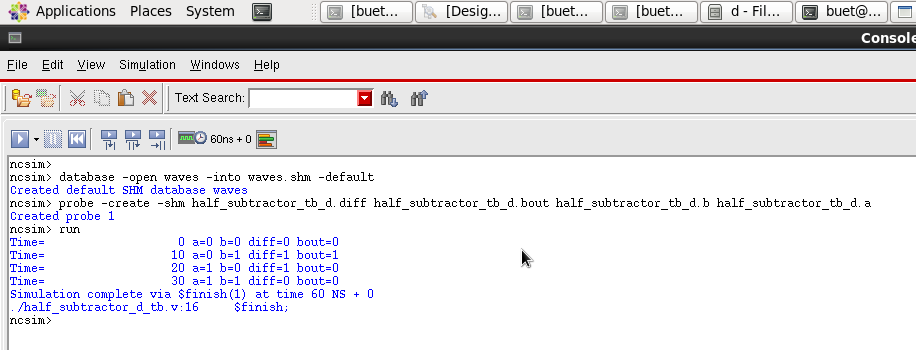 Applications Places System [buet... [Desig... [buet... [buet... d - Fil... buet@...
Console
File Edit View Simulation Windows Help
Text Search:
60ns + 0
ncsim>
ncsim> database -open waves -into waves.shm -default
Created default SHM database waves
ncsim> probe -create -shm half_subtractor_tb_d.diff half_subtractor_tb_d.bout half_subtractor_tb_d.b half_subtractor_tb_d.a
Created probe 1
ncsim> run
Time= 0 a=0 b=0 diff=0 bout=0
Time= 10 a=0 b=1 diff=1 bout=1
Time= 20 a=1 b=0 diff=1 bout=0
Time= 30 a=1 b=1 diff=0 bout=0
Simulation complete via $finish(1) at time 60 NS + 0
./half_subtractor_d_tb.v:16 $finish;
ncsim>